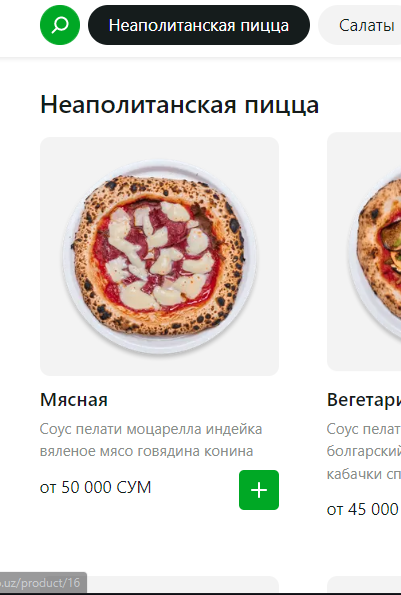 Неаполитанская пицца
Салаты
Неаполитанская пицца
Мясная
Соус пелати моцарелла индейка
вяленое мясо говядина конина
от 50 000 СУМ
Вегетари
Соус пелат
болгарский
кабачки сп
от 45 000
.uz/product/16